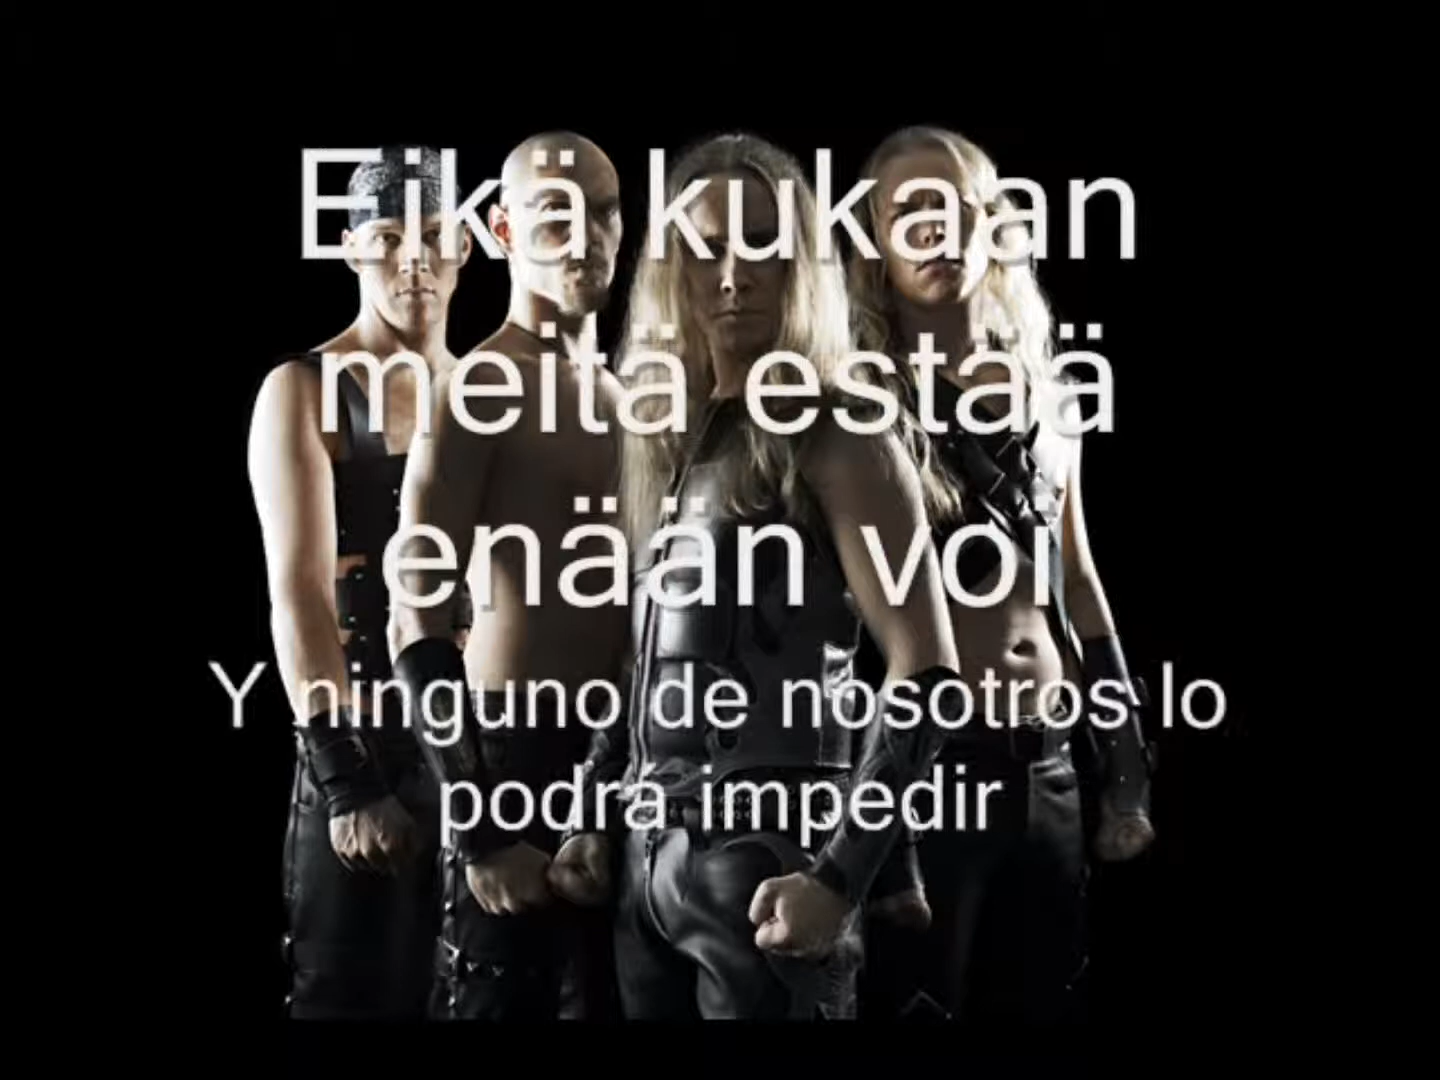 Eikä kukaan
meitä estää
enään voi
Y ninguno de nosotros lo
podrá impedir